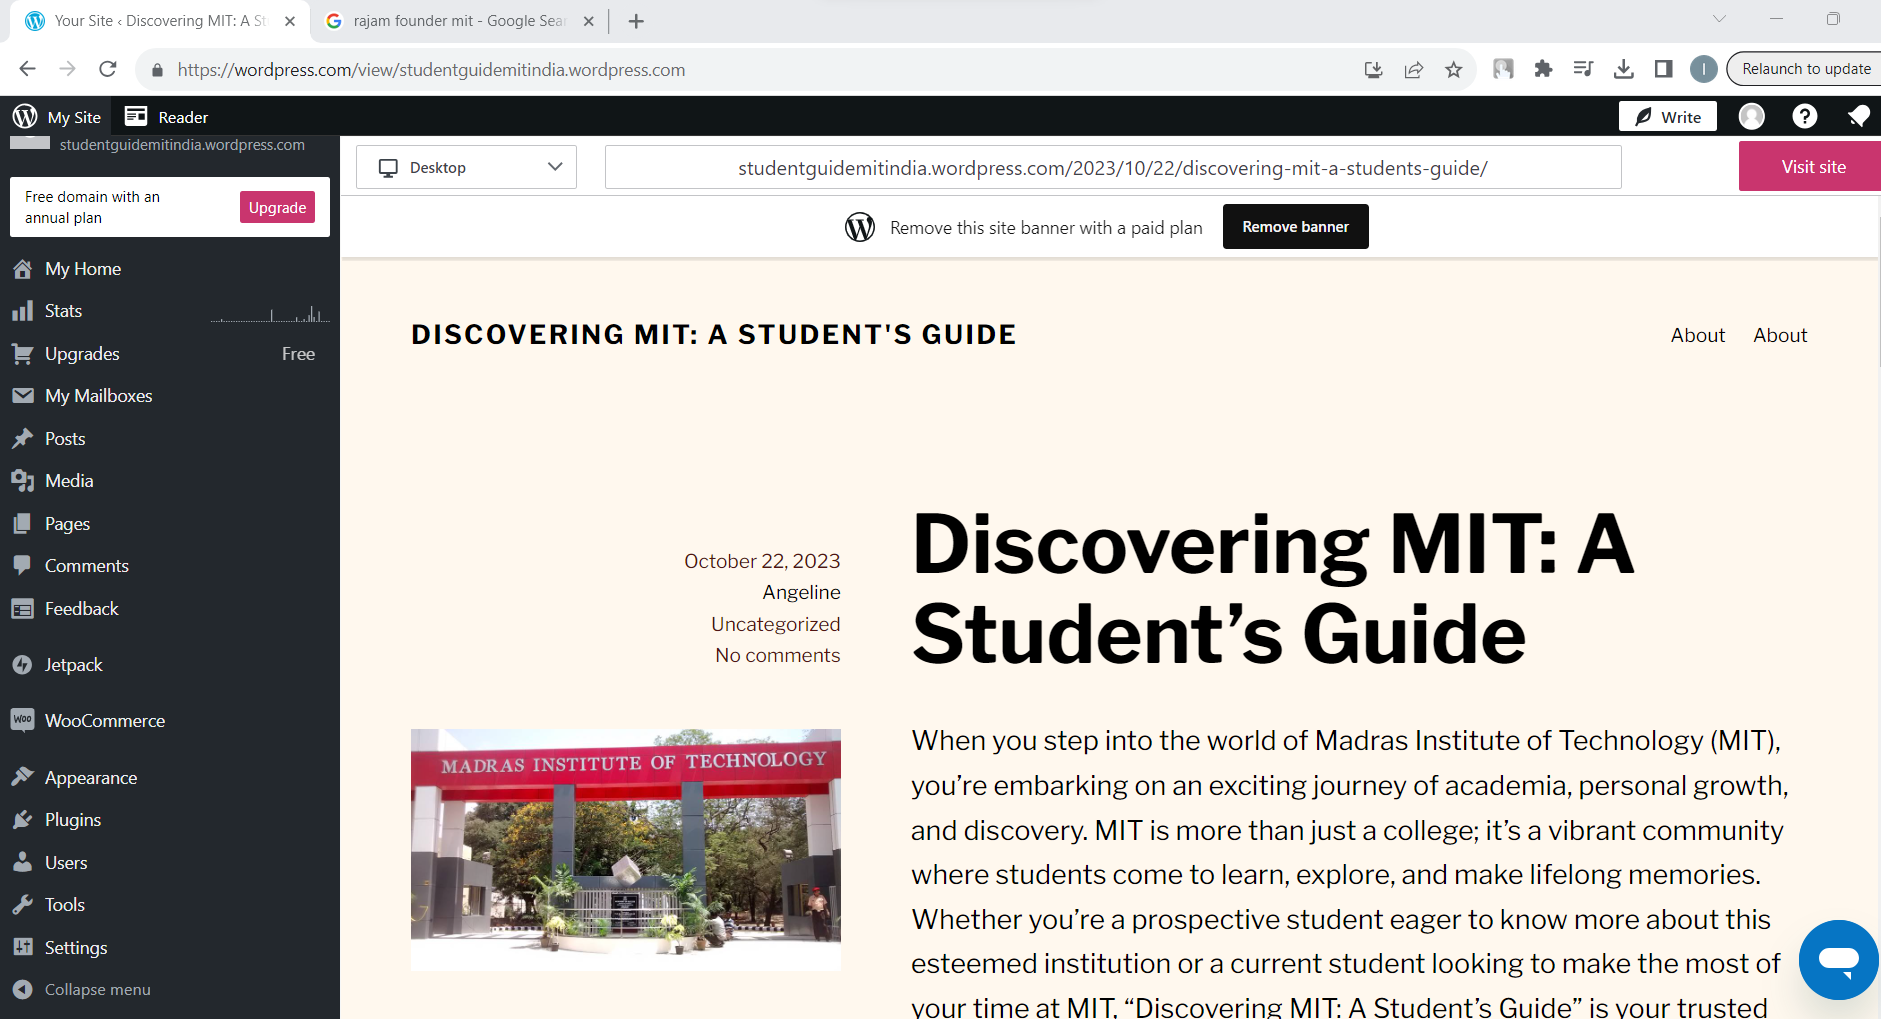 Your Site ‹ Discovering MIT: A St
rajam founder mit - Google Sear
https://wordpress.com/view/studentguidemitindia.wordpress.com
Relaunch to update
My Site
Reader
Write
studentguidemitindia.wordpress.com
Desktop
studentguidemitindia.wordpress.com/2023/10/22/discovering-mit-a-students-guide/
Visit site
Free domain with an
annual plan
Upgrade
Remove this site banner with a paid plan
Remove banner
My Home
Stats
Upgrades
Free
My Mailboxes
Posts
Media
Pages
Comments
Feedback
Jetpack
WooCommerce
Appearance
Plugins
Users
Tools
Settings
Collapse menu
DISCOVERING MIT: A STUDENT'S GUIDE
About
About
October 22, 2023
Angeline
Uncategorized
No comments
MADRAS INSTITUTE OF TECHNOLOGY
Discovering MIT: A
Student’s Guide
When you step into the world of Madras Institute of Technology (MIT),
you’re embarking on an exciting journey of academia, personal growth,
and discovery. MIT is more than just a college; it’s a vibrant community
where students come to learn, explore, and make lifelong memories.
Whether you’re a prospective student eager to know more about this
esteemed institution or a current student looking to make the most of
your time at MIT, “Discovering MIT: A Student’s Guide” is your trusted